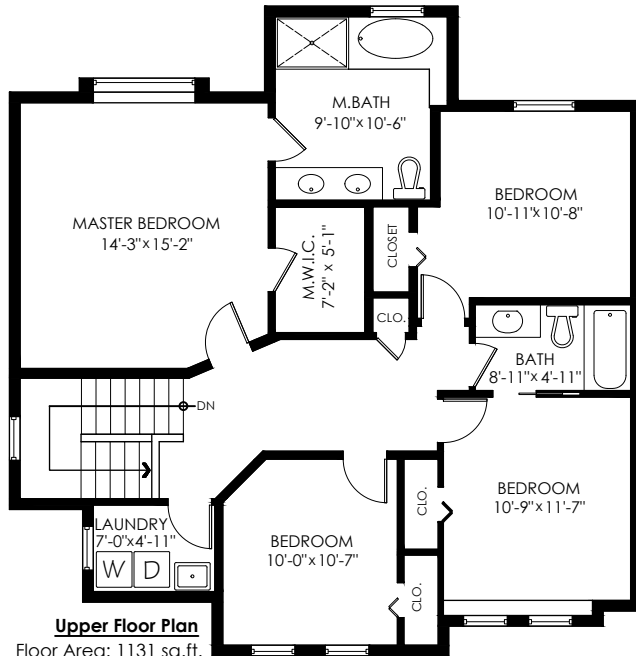 M.BATH
9'-10"x10'-6"
MASTER BEDROOM
14'-3"x15'-2"
M.W.I.C.
7'-2" x 5'-1"
CLOSET
BEDROOM
10'-11"x10'-8"
CLO.
BATH
8'-11"x4'-11"
DN
LAUNDRY
7'-0"x4'-11"
W D
BEDROOM
10'-0"x10'-7"
CLO.
CLO.
BEDROOM
10'-9"x11'-7"
Upper Floor Plan
Floor Area: 1131 sq.ft.